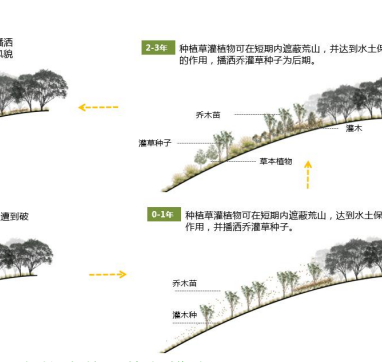 播洒
风貌
2-3年 种植草灌植物可在短期内遮蔽荒山，并达到水土保
的作用，播洒乔灌草种子为后期。
乔木苗
灌木
灌草种子
草本植物
遭到破
0-1年 种植草灌植物可在短期内遮蔽荒山，达到水土保
作用，并播洒乔灌草种子。
乔木苗
灌木种